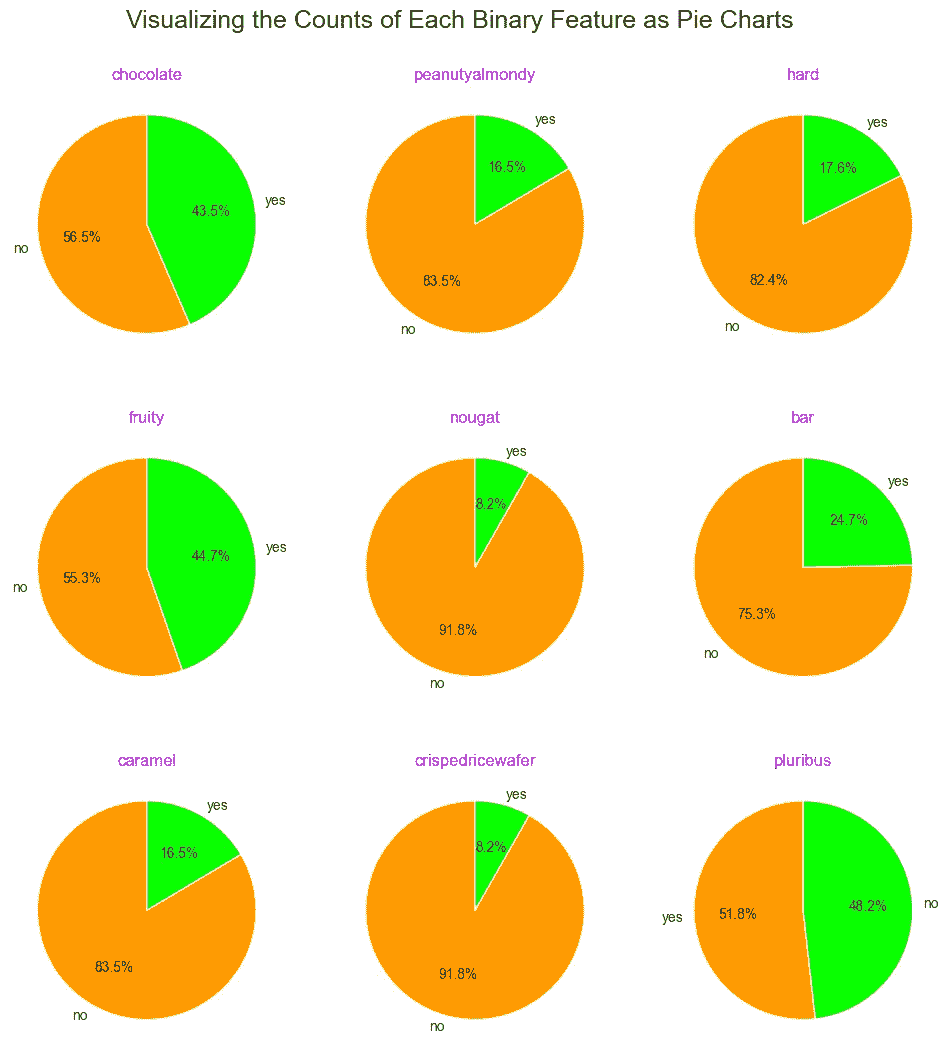 Visualizing the Counts of Each Binary Feature as Pie Charts
chocolate
yes
43.5%
56.5%
no
peanutyalmondy
yes
16.5%
83.5%
no
hard
yes
17.6%
82.4%
no
fruity
yes
44.7%
55.3%
no
nougat
yes
8.2%
91.8%
no
bar
yes
24.7%
75.3%
no
caramel
yes
16.5%
83.5%
no
crispedricewafer
yes
8.2%
91.8%
no
pluribus
no
48.2%
51.8%
yes